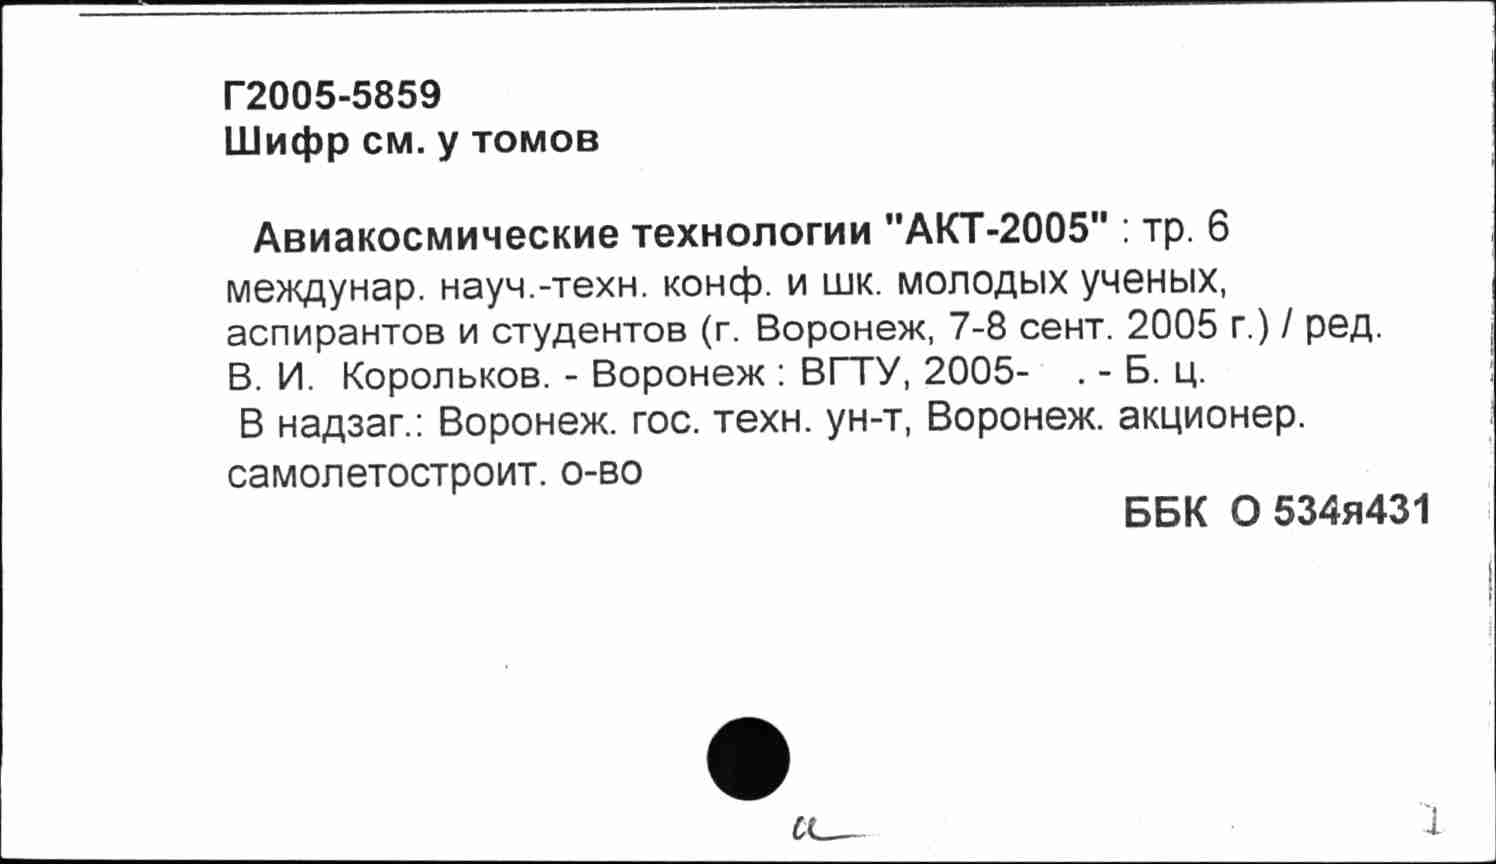 Г2005-5859
Шифр см. у томов
Авиакосмические технологии "АКТ-2005" : тр. 6
междунар. науч.-техн. конф. и шк. молодых ученых,
аспирантов и студентов (г. Воронеж, 7-8 сент. 2005 г.) / ред.
В. И. Корольков. - Воронеж : ВГТУ, 2005- . - Б. ц.
В надзаг.: Воронеж. гос. техн. ун-т, Воронеж. акционер.
самолетостроит. о-во
ББК О 534я431
и
1